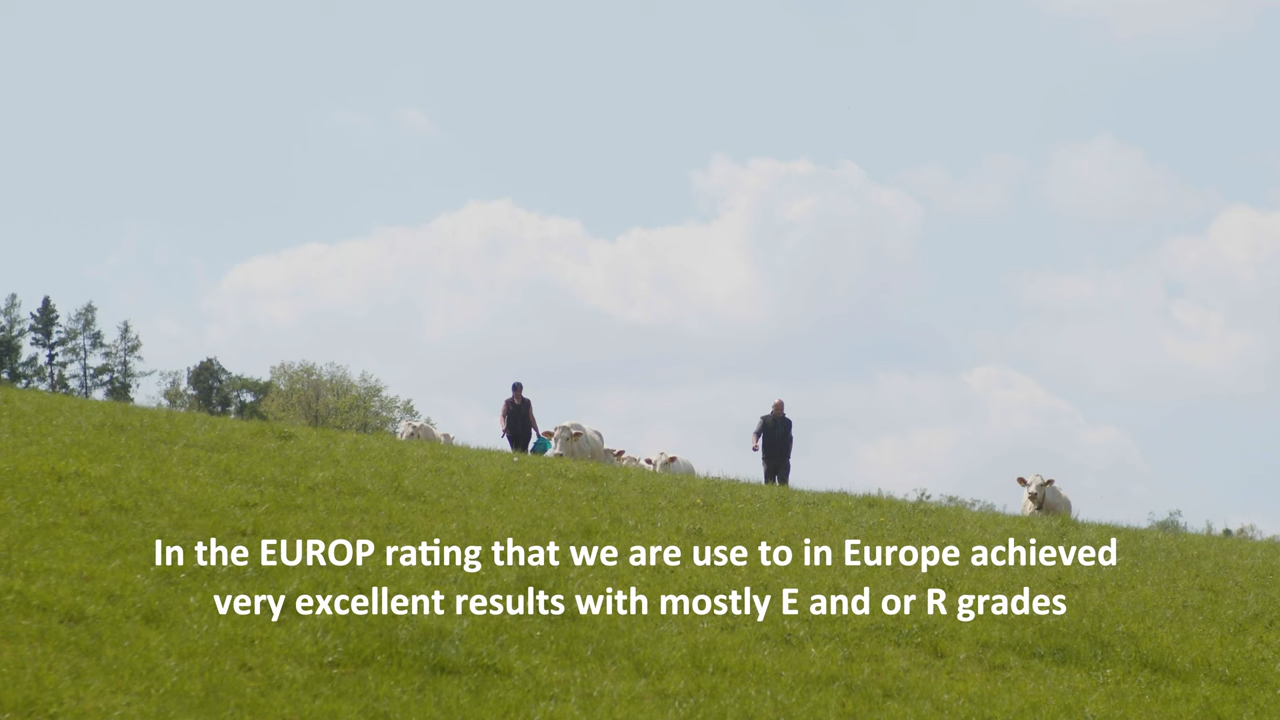 In the EUROP rating that we are use to in Europe achieved
very excellent results with mostly E and or R grades